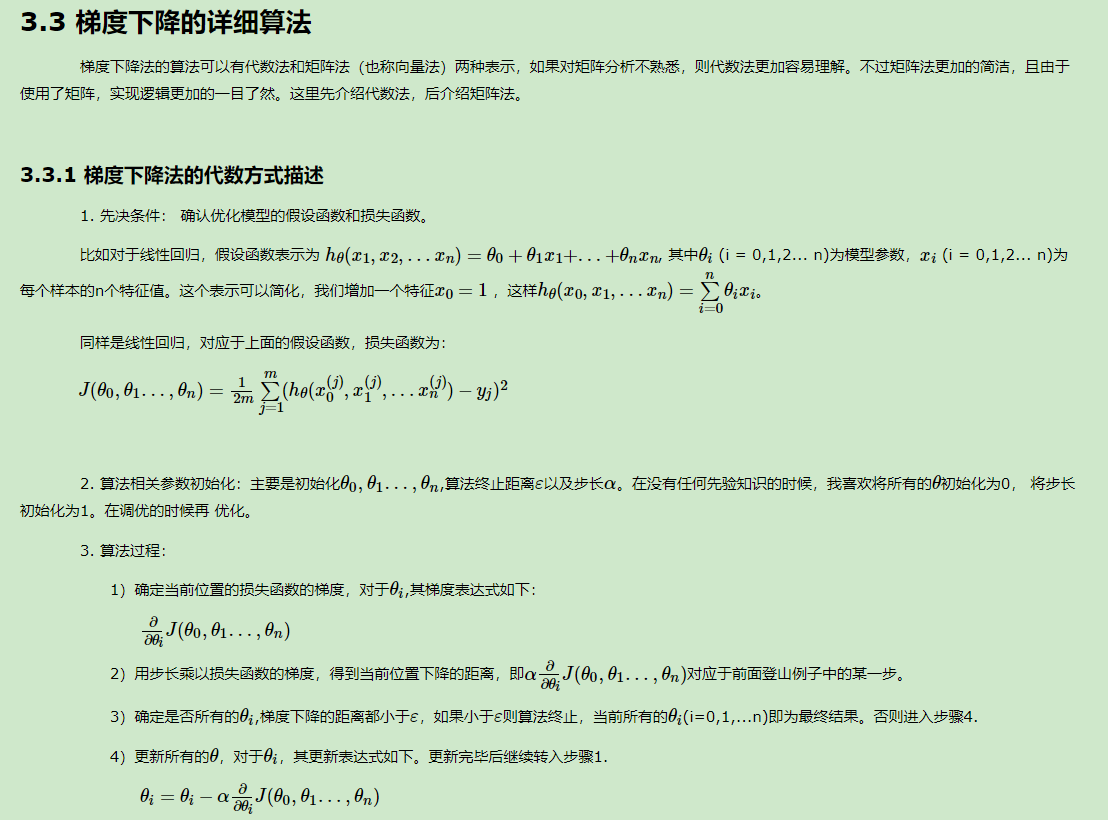 3.3 梯度下降的详细算法
梯度下降法的算法可以有代数法和矩阵法（也称向量法）两种表示，如果对矩阵分析不熟悉，则代数法更加容易理解。不过矩阵法更加的简洁，且由于
使用了矩阵，实现逻辑更加的一目了然。这里先介绍代数法，后介绍矩阵法。
3.3.1 梯度下降法的代数方式描述
1. 先决条件： 确认优化模型的假设函数和损失函数。
比如对于线性回归，假设函数表示为 $h_\theta(x_1, x_2, ...x_n) = \theta_0 + \theta_1x_1+...+\theta_nx_n$, 其中$\theta_i$ (i = 0,1,2... n)为模型参数，$x_i$ (i = 0,1,2... n)为
每个样本的n个特征值。这个表示可以简化，我们增加一个特征$x_0 = 1$ ，这样$h_\theta(x_0, x_1, ...x_n) = \sum\limits_{i=0}^{n}\theta_ix_i$。
同样是线性回归，对应于上面的假设函数，损失函数为：
$J(\theta_0, \theta_1..., \theta_n) = \frac{1}{2m}\sum\limits_{j=1}^{m}(h_\theta(x_0^{(j)}, x_1^{(j)}, ...x_n^{(j)}) - y_j)^2$
2. 算法相关参数初始化：主要是初始化$\theta_0, \theta_1..., \theta_n$,算法终止距离$\varepsilon$以及步长$\alpha$。在没有任何先验知识的时候，我喜欢将所有的$\theta$初始化为0， 将步长
初始化为1。在调优的时候再 优化。
3. 算法过程：
1）确定当前位置的损失函数的梯度，对于$\theta_i$,其梯度表达式如下：
$\frac{\partial}{\partial\theta_i}J(\theta_0, \theta_1..., \theta_n)$
2）用步长乘以损失函数的梯度，得到当前位置下降的距离，即$\alpha\frac{\partial}{\partial\theta_i}J(\theta_0, \theta_1..., \theta_n)$对应于前面登山例子中的某一步。
3）确定是否所有的$\theta_i$,梯度下降的距离都小于$\varepsilon$，如果小于$\varepsilon$则算法终止，当前所有的$\theta_i$(i=0,1,...n)即为最终结果。否则进入步骤4.
4）更新所有的$\theta$，对于$\theta_i$，其更新表达式如下。更新完毕后继续转入步骤1.
$\theta_i = \theta_i - \alpha\frac{\partial}{\partial\theta_i}J(\theta_0, \theta_1..., \theta_n)$